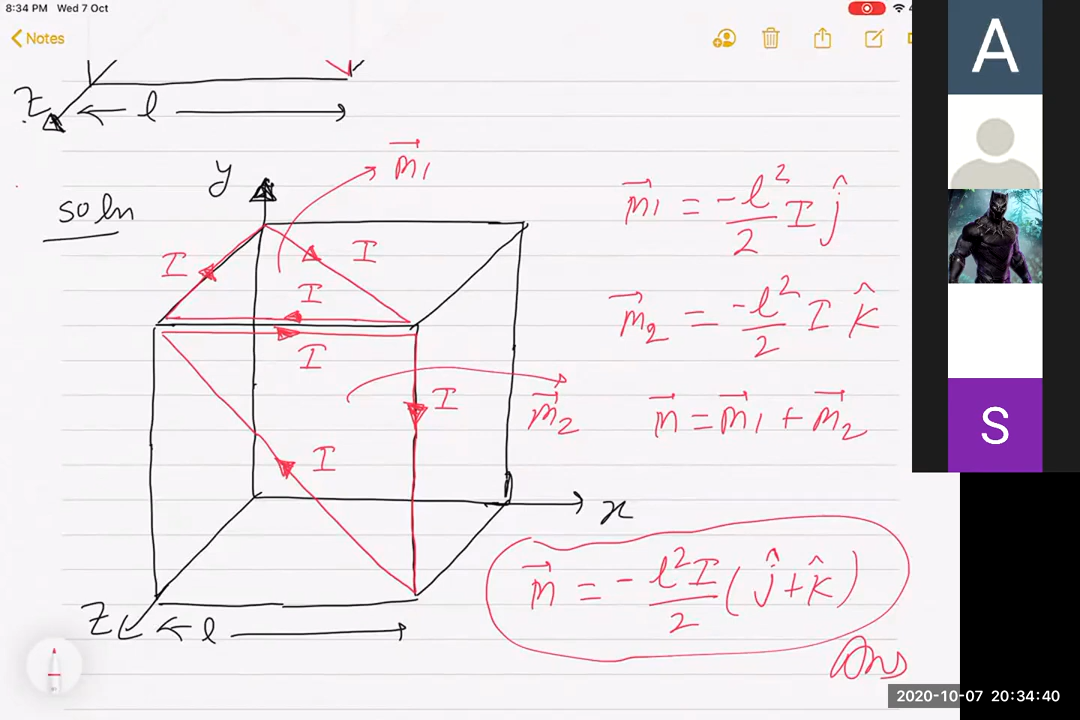 8:34 PM Wed 7 Oct
Notes
Z
l
y
m⃗1
soln
I
I
I
I
I
m⃗2
I
x
Z
l
m⃗1 = -l²/2 I ĵ
m⃗2 = -l²/2 I k̂
m⃗ = m⃗1 + m⃗2
m⃗ = - l²I/2 (ĵ+k̂)
Ans
A
S
2020-10-07 20:34:40